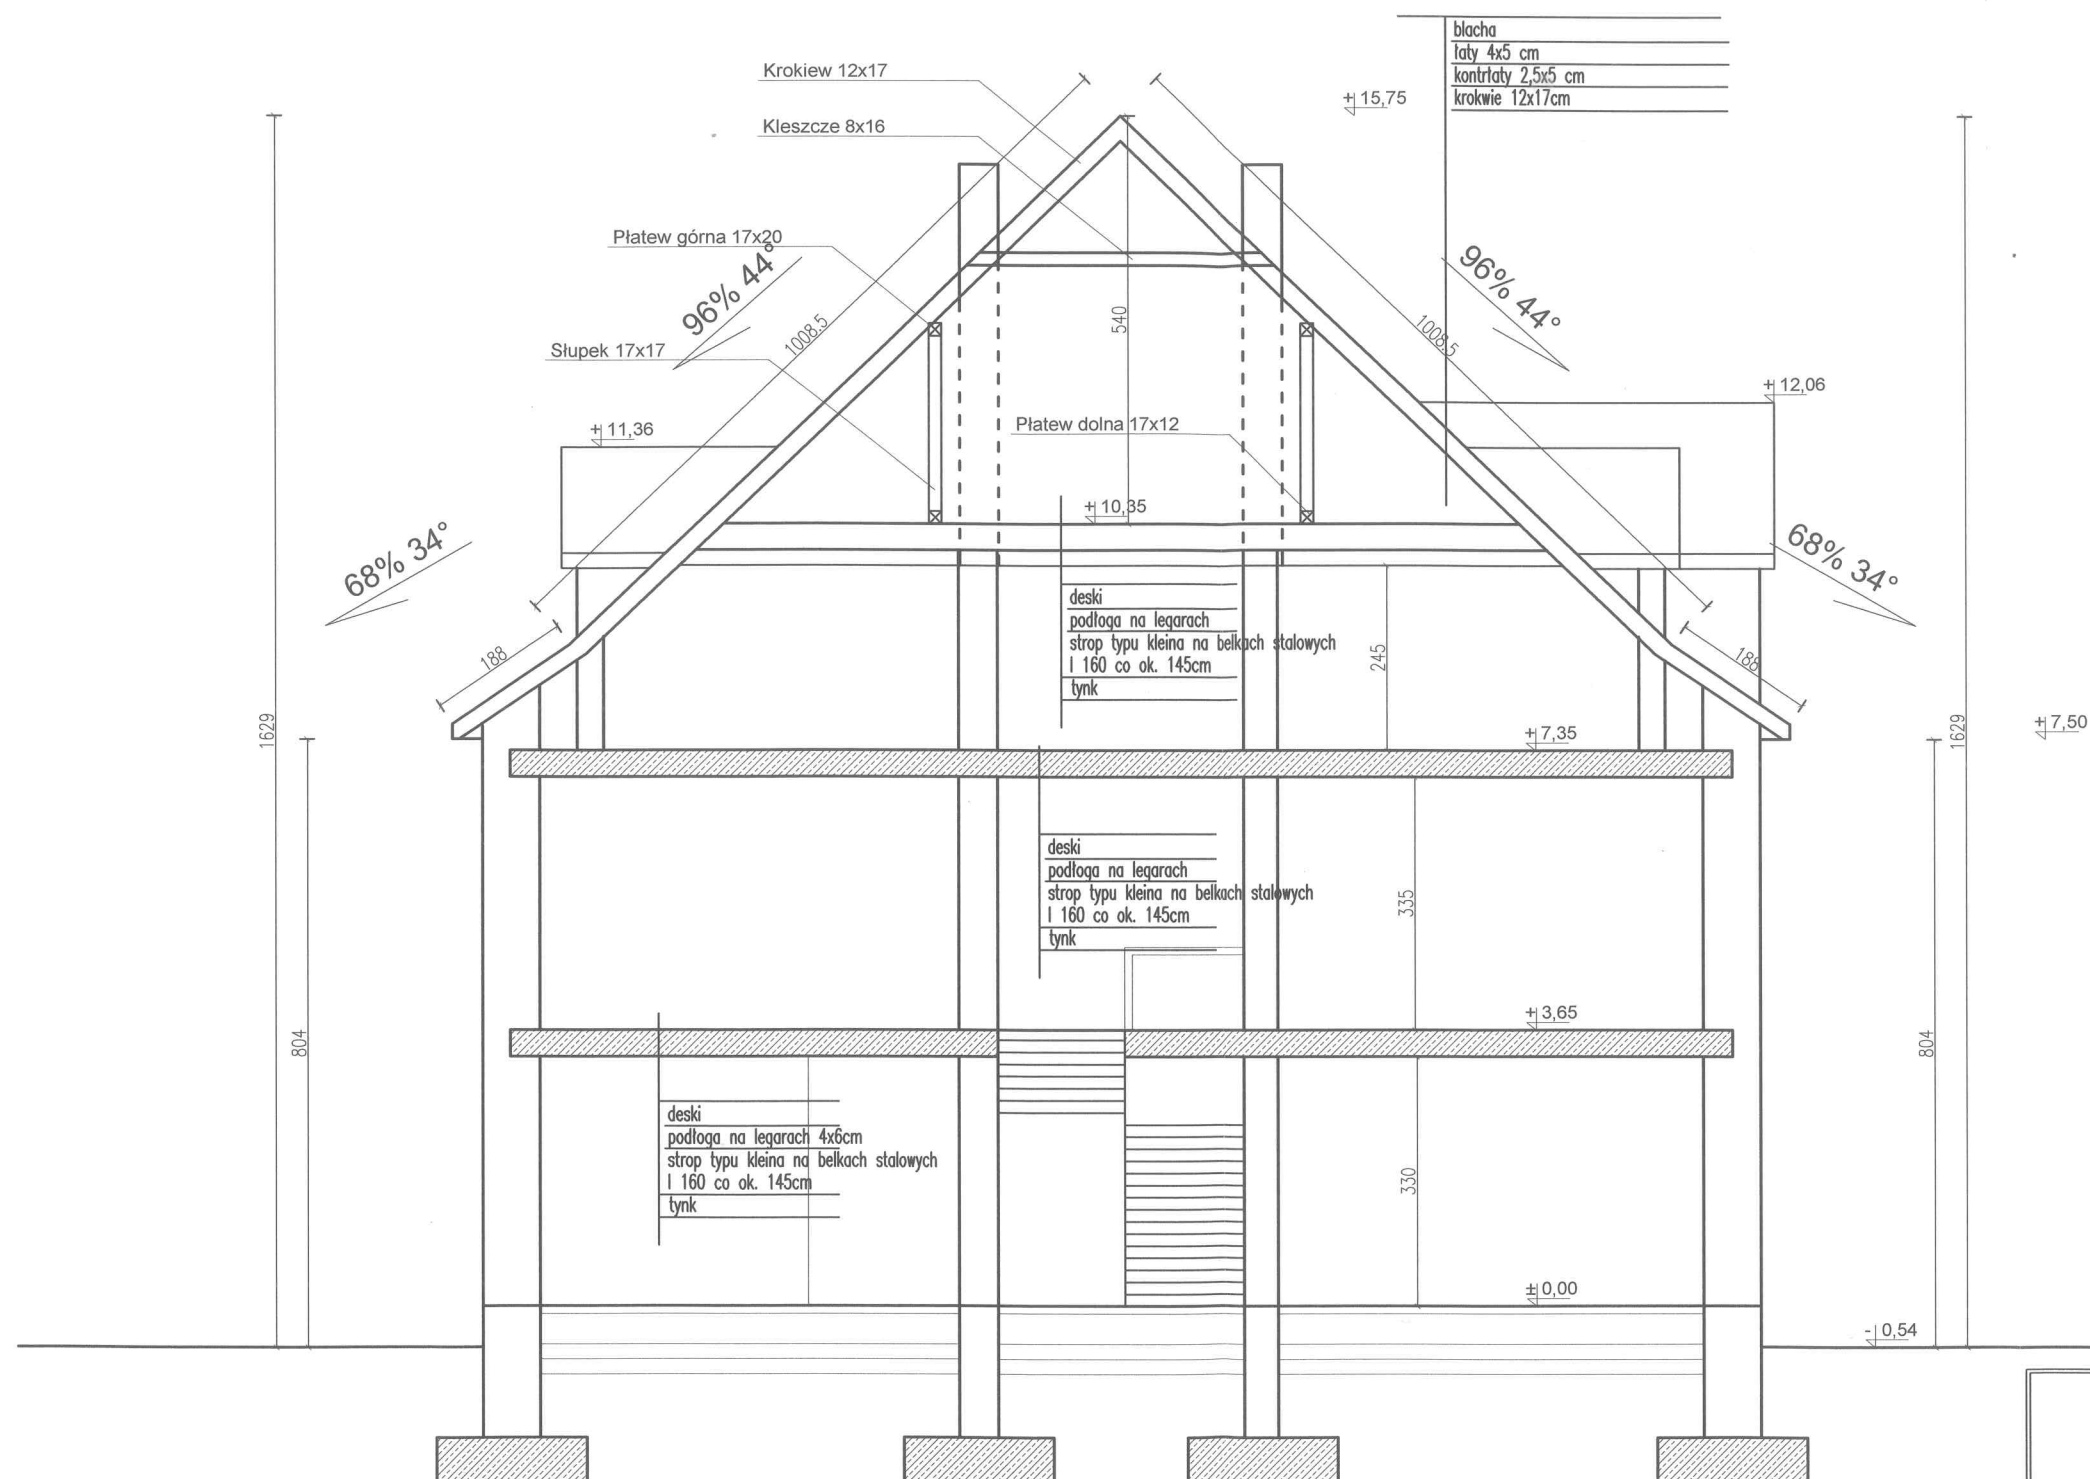 blacha
łaty 4x5 cm
kontrłaty 2,5x5 cm
krokwie 12x17cm
Krokiew 12x17
+ 15,75
Kleszcze 8x16
Płatew górna 17x20
96% 44°
96% 44°
540
1008.5
1008.5
Słupek 17x17
+ 12,06
Płatew dolna 17x12
+ 11,36
+ 10,35
68% 34°
68% 34°
deski
podłoga na legarach
strop typu kleina na belkach stalowych
I 160 co ok. 145cm
tynk
245
188
188
1629
1629
+ 7,50
+ 7,35
deski
podłoga na legarach
strop typu kleina na belkach stalowych
I 160 co ok. 145cm
tynk
335
+ 3,65
804
804
deski
podłoga na legarach 4x6cm
strop typu kleina na belkach stalowych
I 160 co ok. 145cm
tynk
330
± 0,00
- 0,54